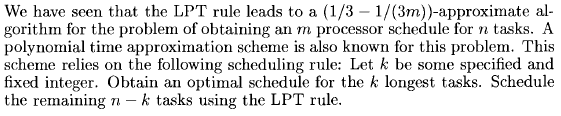 We have seen that the LPT rule leads to a (1/3 − 1/(3m))-approximate al-
gorithm for the problem of obtaining an m processor schedule for n tasks. A
polynomial time approximation scheme is also known for this problem. This
scheme relies on the following scheduling rule: Let k be some specified and
fixed integer. Obtain an optimal schedule for the k longest tasks. Schedule
the remaining n − k tasks using the LPT rule.